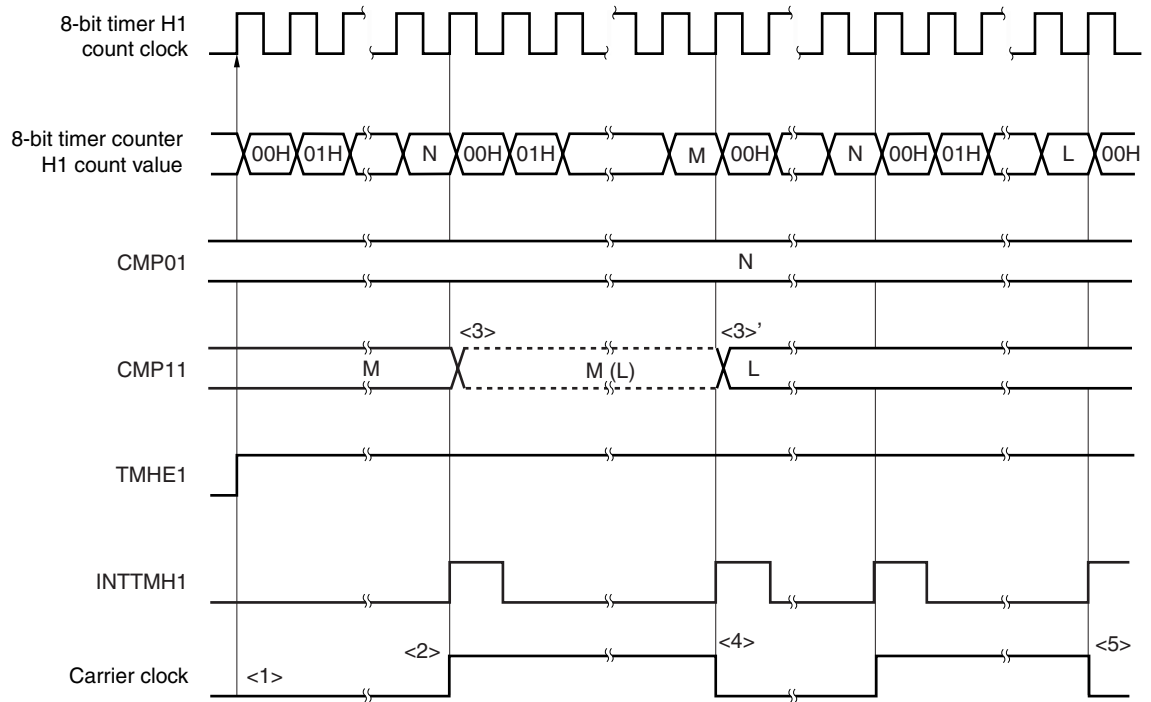 8-bit timer H1
count clock
8-bit timer counter
H1 count value
00H 01H N 00H 01H M 00H N 00H 01H L 00H
CMP01
N
<3> <3>’
CMP11
M M (L) L
TMHE1
INTTMH1
<2> <4> <5>
Carrier clock
<1>